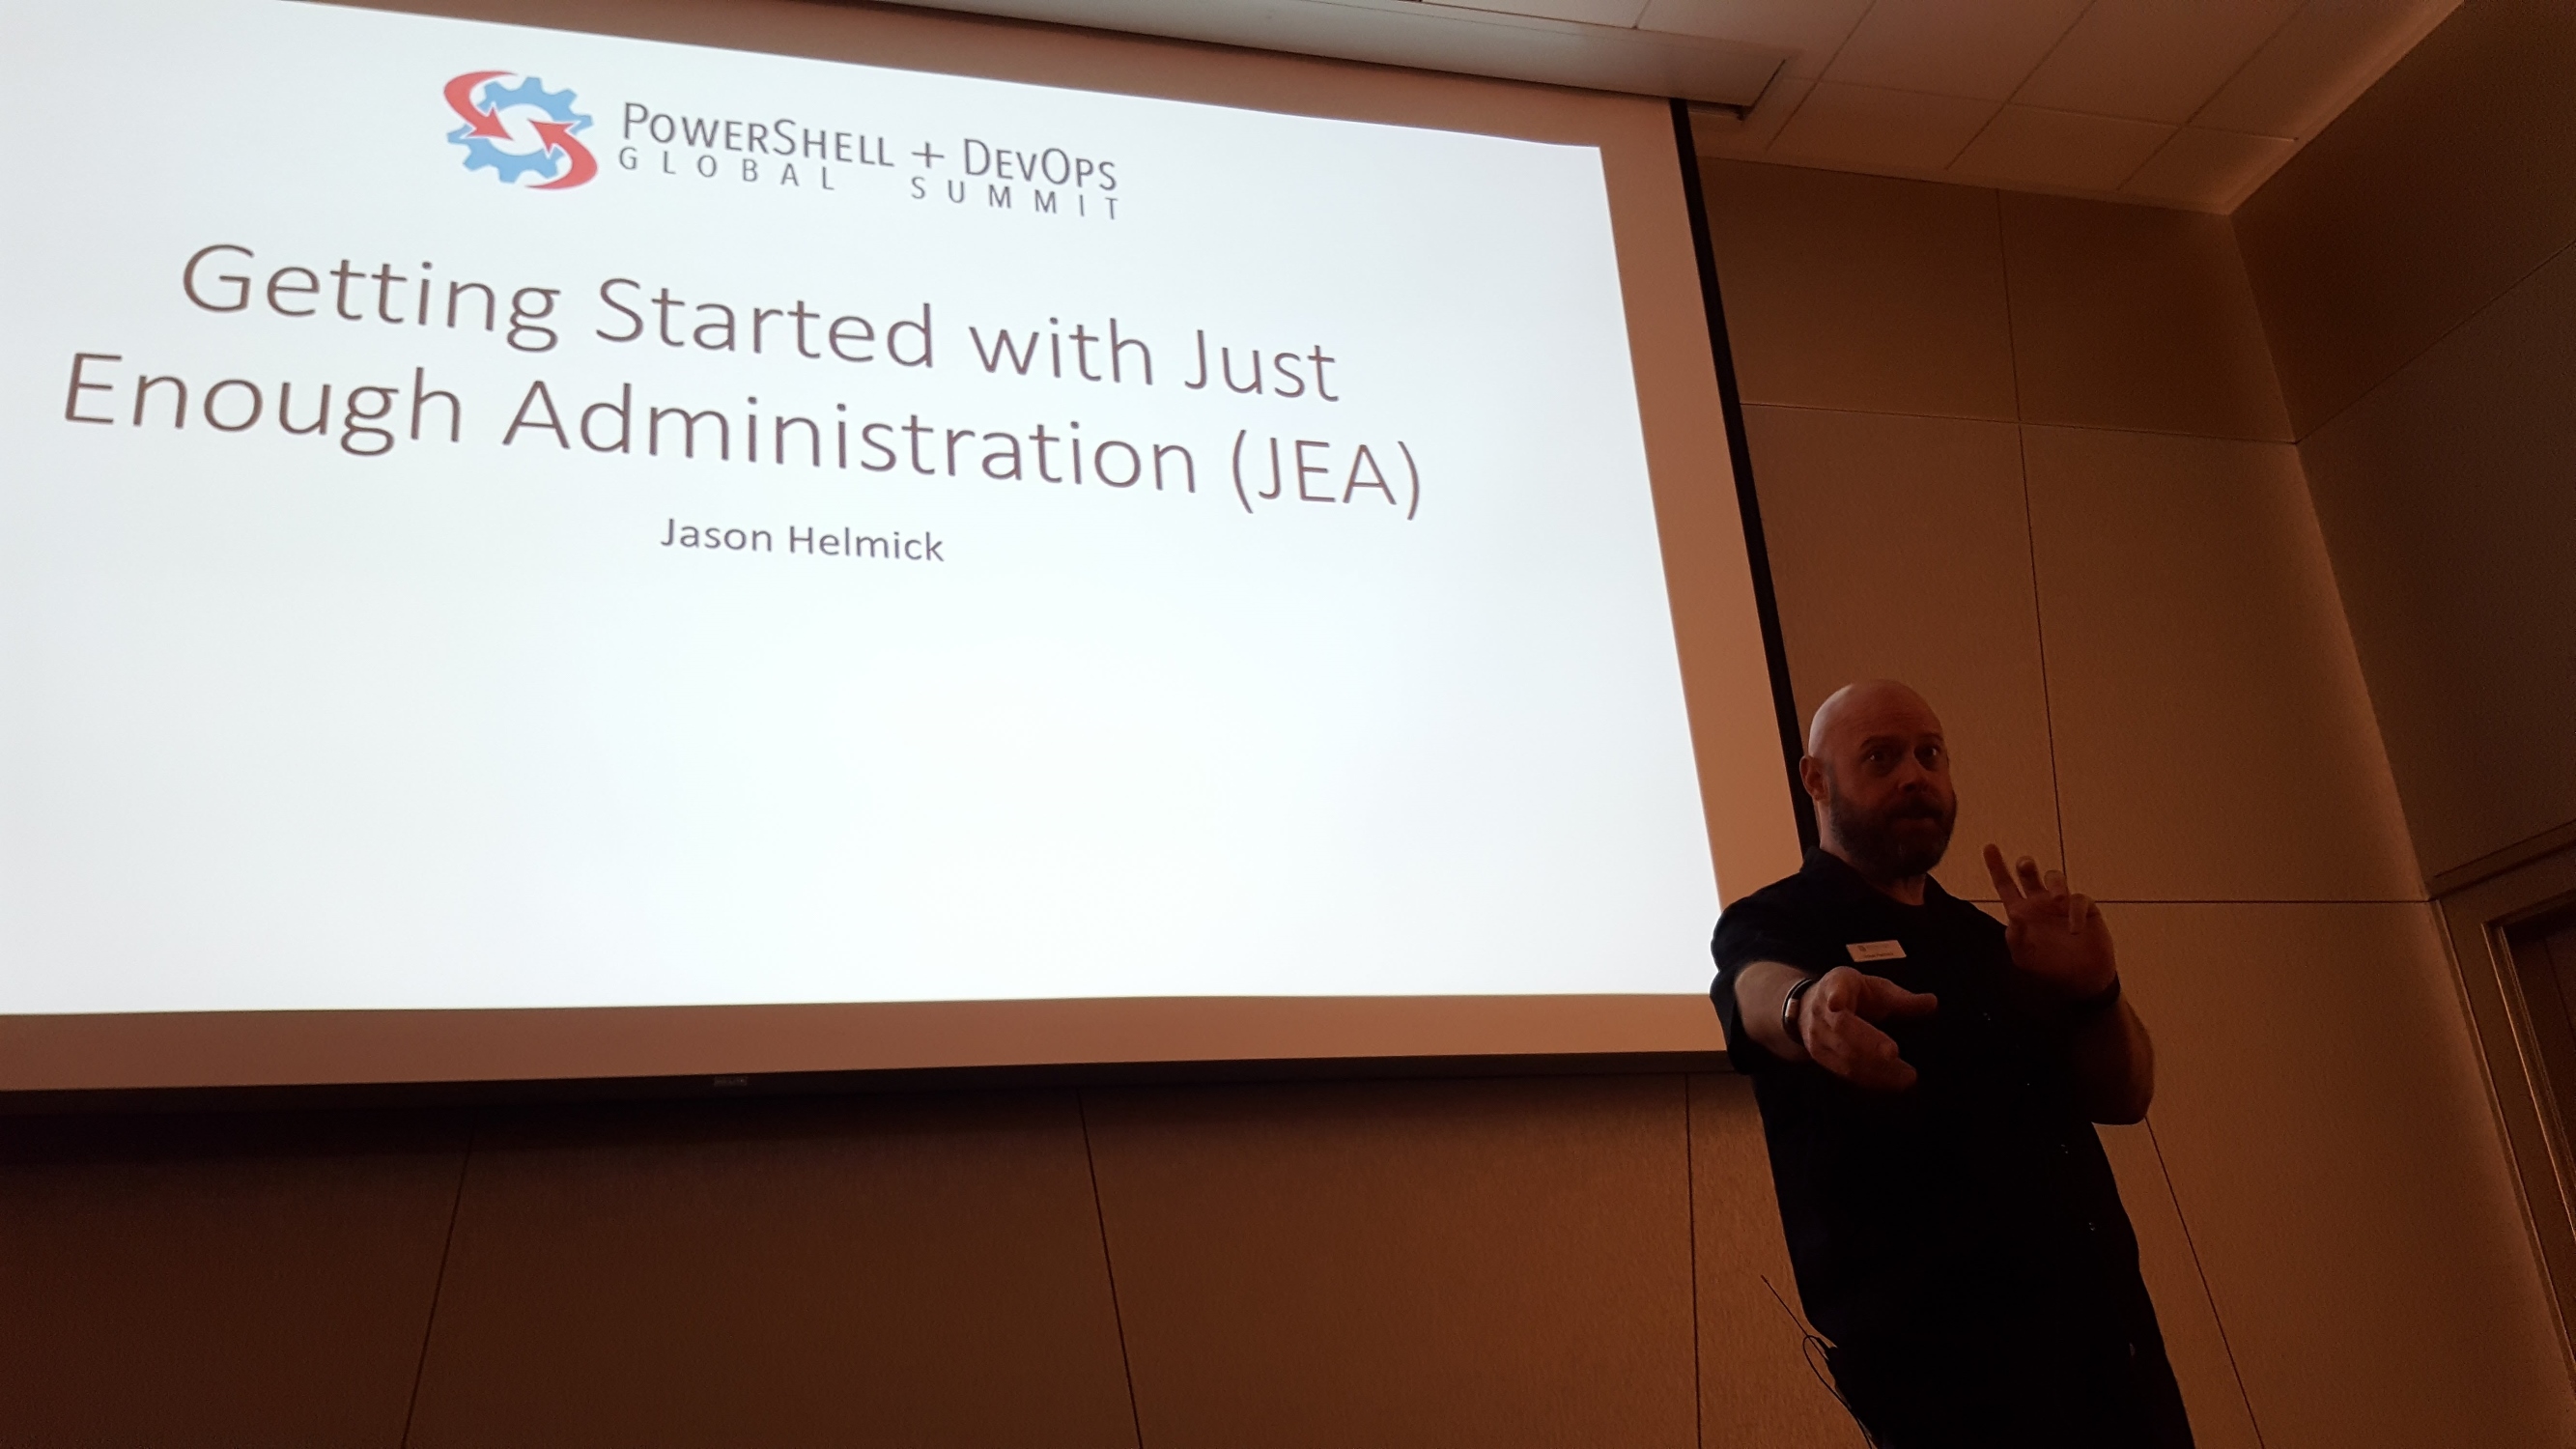 POWERSHELL + DEVOPS
GLOBAL SUMMIT
Getting Started with Just
Enough Administration (JEA)
Jason Helmick